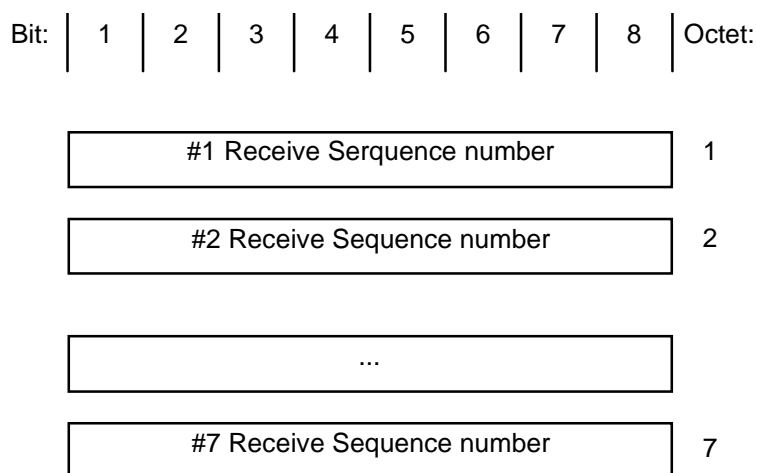 Bit: 1 2 3 4 5 6 7 8 Octet:
#1 Receive Serquence number 1
#2 Receive Sequence number 2
...
#7 Receive Sequence number 7